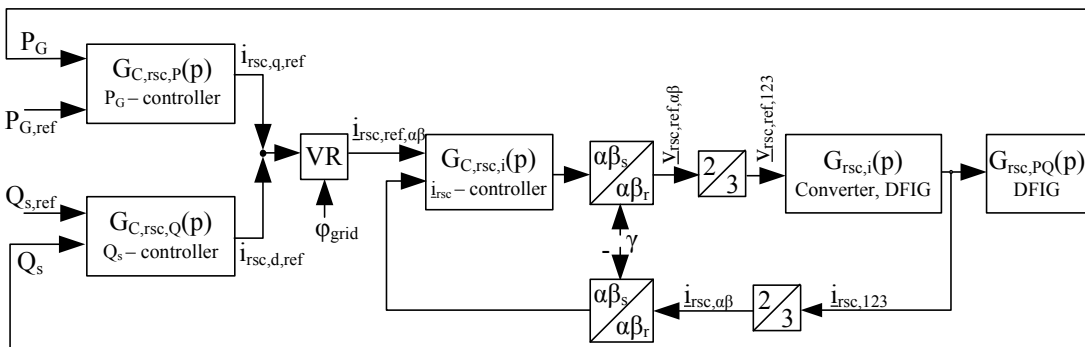 P_G
G_C,rsc,P(p)
P_G – controller
P_G,ref
i_rsc,q,ref
Q_s,ref
G_C,rsc,Q(p)
Q_s – controller
Q_s
i_rsc,d,ref
VR
φ_grid
i_rsc,ref,αβ
G_C,rsc,i(p)
i_rsc – controller
αβ_s
αβ_r
v_rsc,ref,αβ
2
3
v_rsc,ref,123
G_rsc,i(p)
Converter, DFIG
G_rsc,PQ(p)
DFIG
- γ
αβ_s
αβ_r
i_rsc,αβ
2
3
i_rsc,123